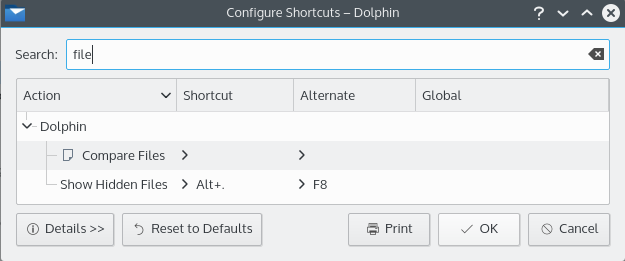 Configure Shortcuts – Dolphin
Search: file
Action Shortcut Alternate Global
Dolphin
Compare Files
Show Hidden Files Alt+. F8
Details >> Reset to Defaults Print OK Cancel